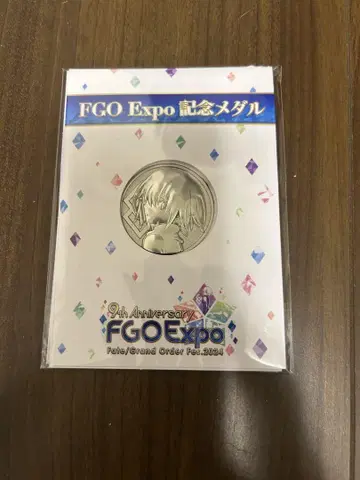 FGO Expo 記念メダル
9th Anniversary
FGO Expo
Fate/Grand Order Fes.2024